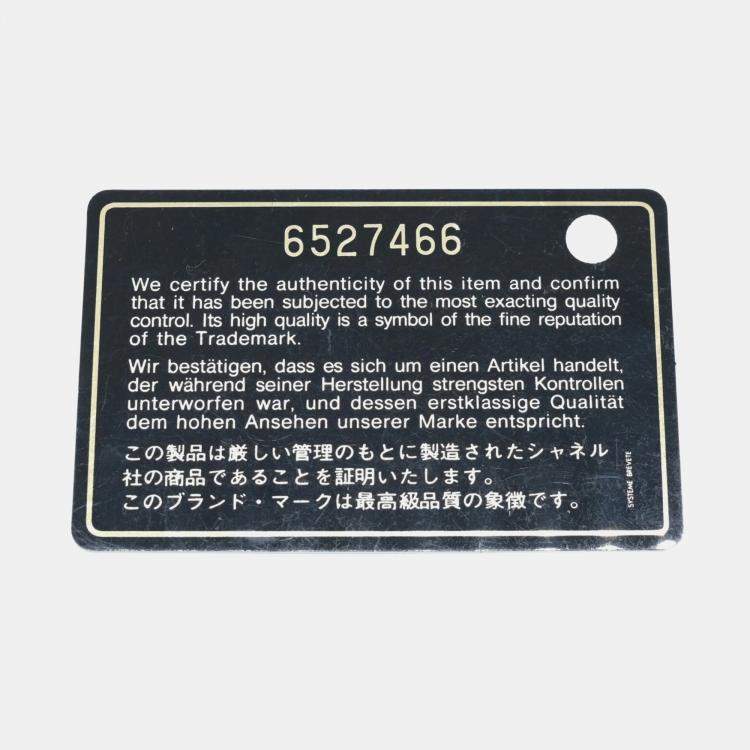 6527466
We certify the authenticity of this item and confirm
that it has been subjected to the most exacting quality
control. Its high quality is a symbol of the fine reputation
of the Trademark.
Wir bestätigen, dass es sich um einen Artikel handelt,
der während seiner Herstellung strengsten Kontrollen
unterworfen war, und dessen erstklassige Qualität
dem hohen Ansehen unserer Marke entspricht.
この製品は厳しい管理のもとに製造されたシャネル
社の商品であることを証明いたします。
このブランド・マークは最高級品質の象徴です。
SYSTEME BREVETE